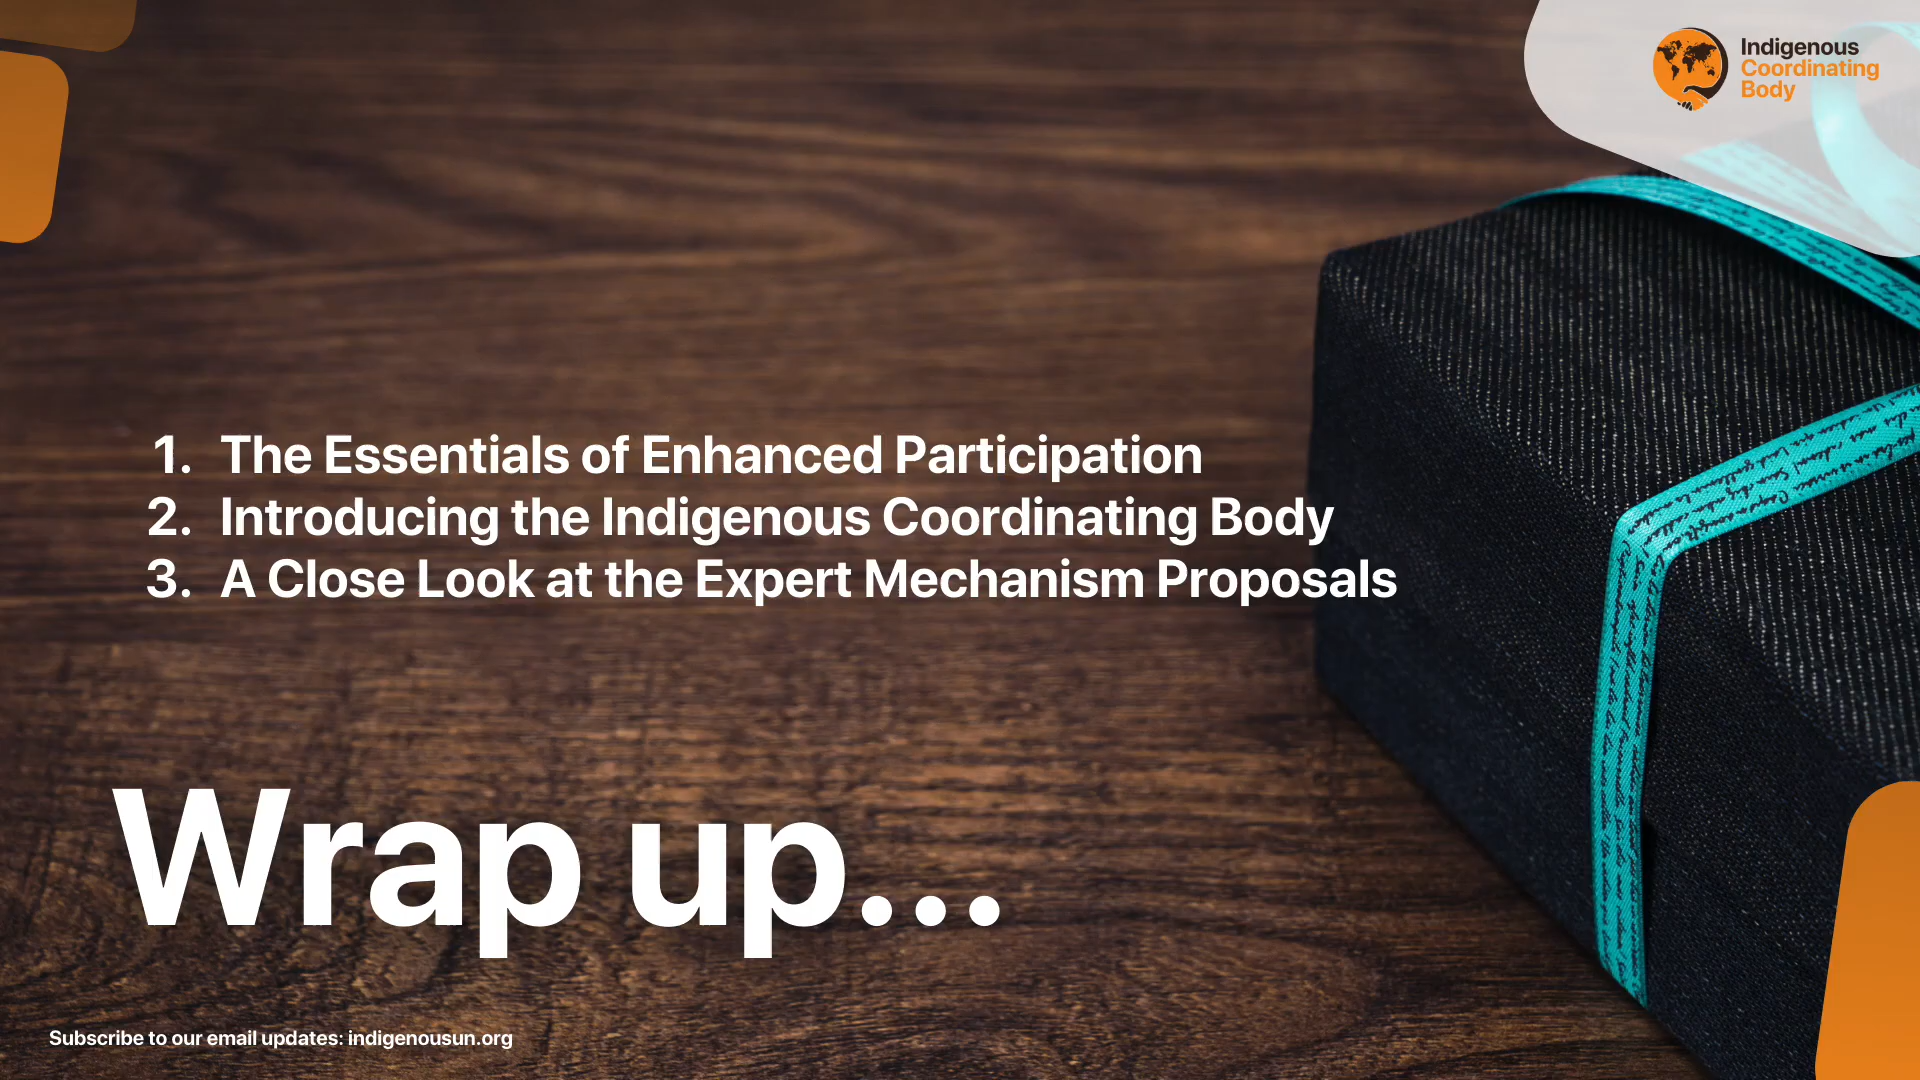 Indigenous
Coordinating
Body
1. The Essentials of Enhanced Participation
2. Introducing the Indigenous Coordinating Body
3. A Close Look at the Expert Mechanism Proposals
Wrap up...
Subscribe to our email updates: indigenousun.org